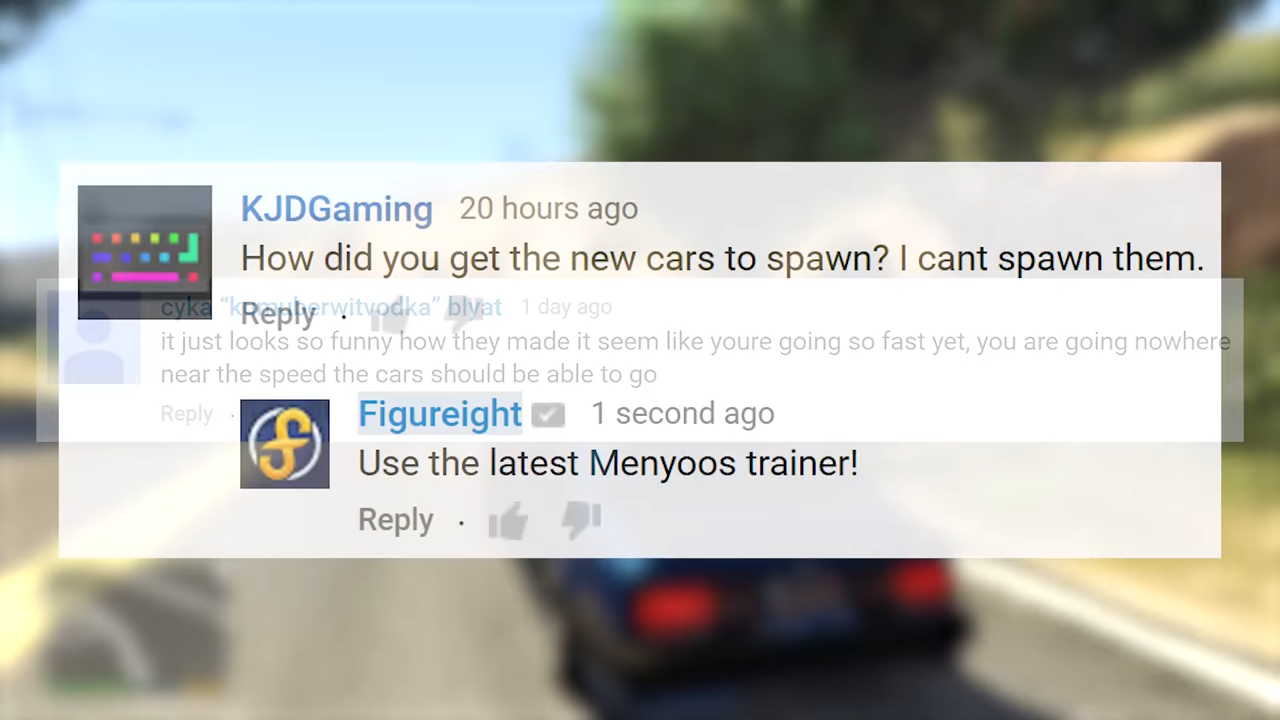 KJDGaming 20 hours ago
How did you get the new cars to spawn? I cant spawn them.
Reply ·
cyka “kumuberwitvodka” blyat 1 day ago
it just looks so funny how they made it seem like youre going so fast yet, you are going nowhere
near the speed the cars should be able to go
Reply ·
Figureight 1 second ago
Use the latest Menyoos trainer!
Reply ·